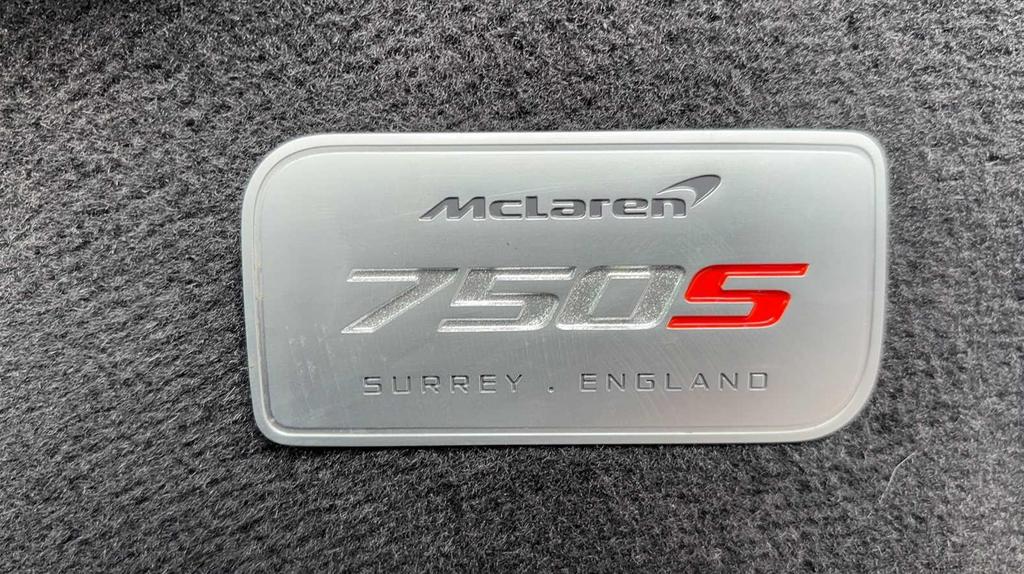 McLaren
750S
SURREY . ENGLAND